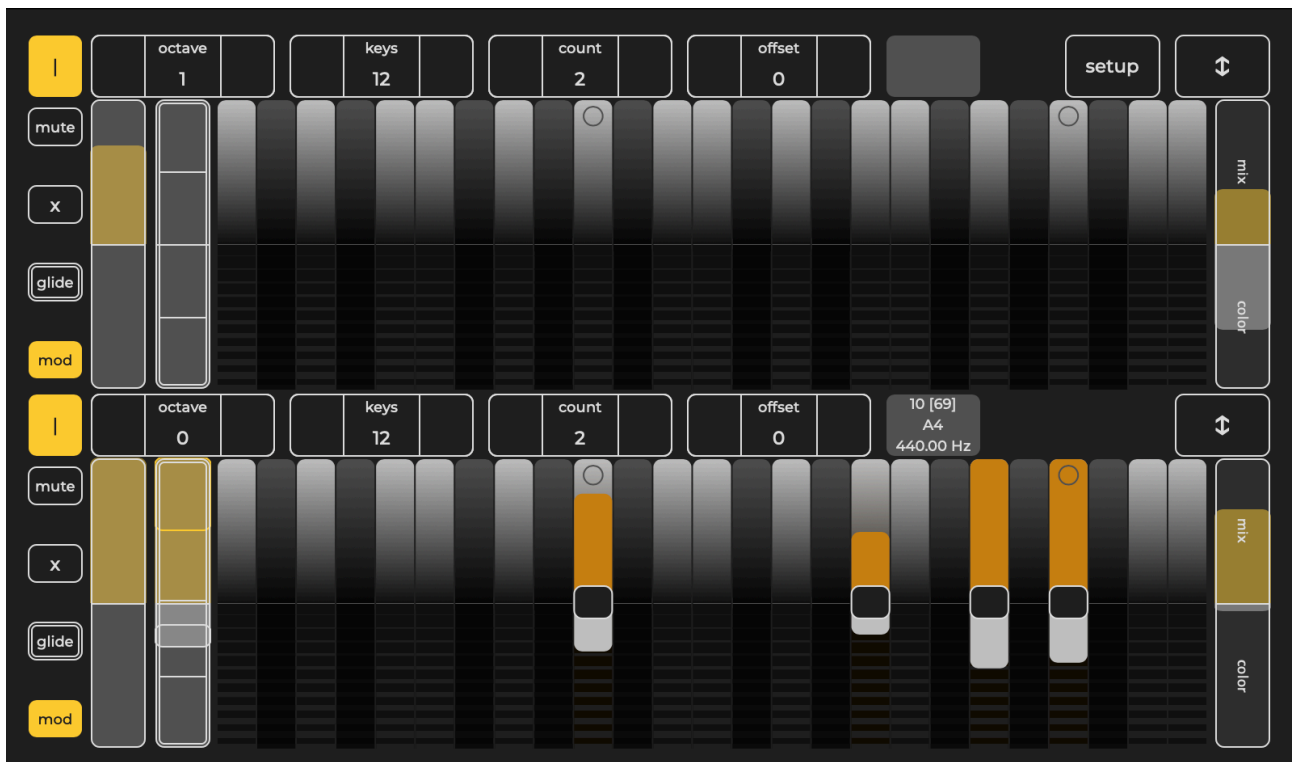 | octave keys count offset setup ↕
1 12 2 0
mute
x
glide
mod
mix
color
| octave keys count offset 10 [69] ↕
0 12 2 0 A4
440.00 Hz
mute
x
glide
mod
mix
color